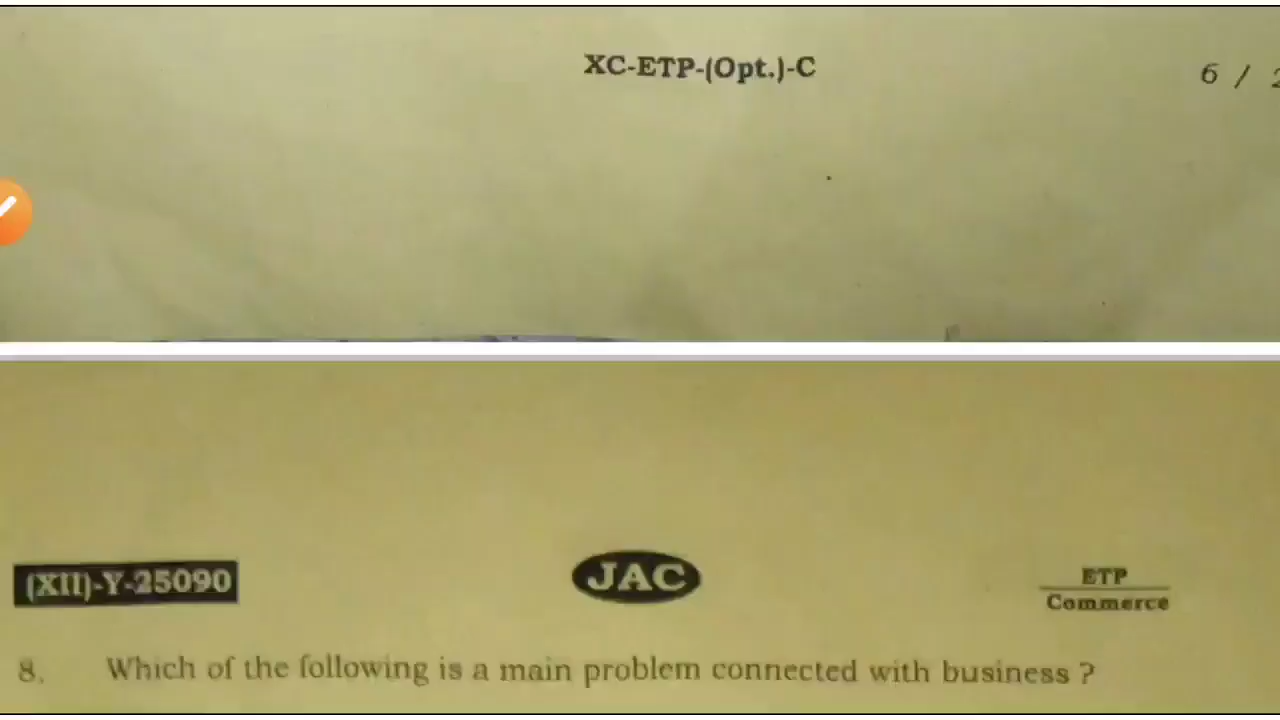 XC-ETP-(Opt.)-C
6 /
(XII)-Y-25090
JAC
ETP
Commerce
8. Which of the following is a main problem connected with business ?